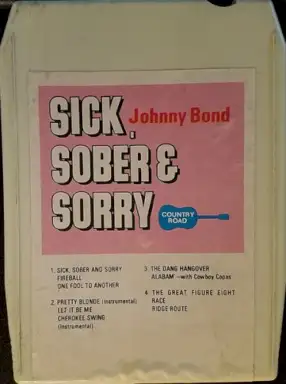 SICK, Johnny Bond
SOBER &
SORRY
COUNTRY
ROAD
1. SICK, SOBER AND SORRY
FIREBALL
ONE FOOL TO ANOTHER
2. PRETTY BLONDE (Instrumental)
LET IT BE ME
CHEROKEE SWING
(Instrumental)
3. THE DANG HANGOVER
ALABAM' —with Cowboy Copas
4. THE GREAT FIGURE EIGHT
RACE
RIDGE ROUTE